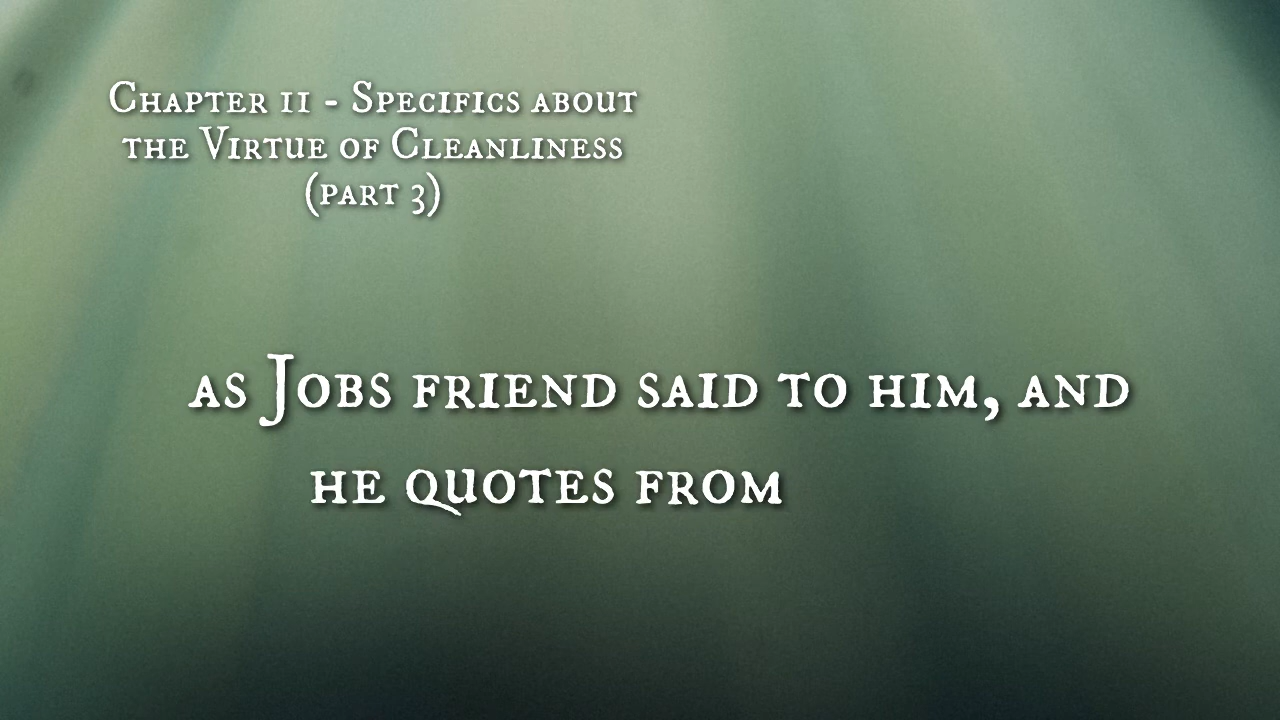 Chapter 11 - Specifics about
the Virtue of Cleanliness
(part 3)
as Jobs friend said to him, and
he quotes from